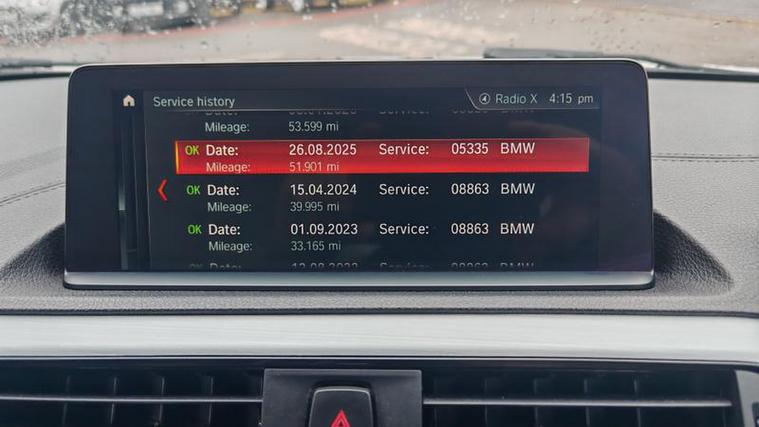 Service history
Radio X 4:15 pm
Mileage: 53.599 mi
OK Date: 26.08.2025 Service: 05335 BMW
Mileage: 51.901 mi
OK Date: 15.04.2024 Service: 08863 BMW
Mileage: 39.995 mi
OK Date: 01.09.2023 Service: 08863 BMW
Mileage: 33.165 mi